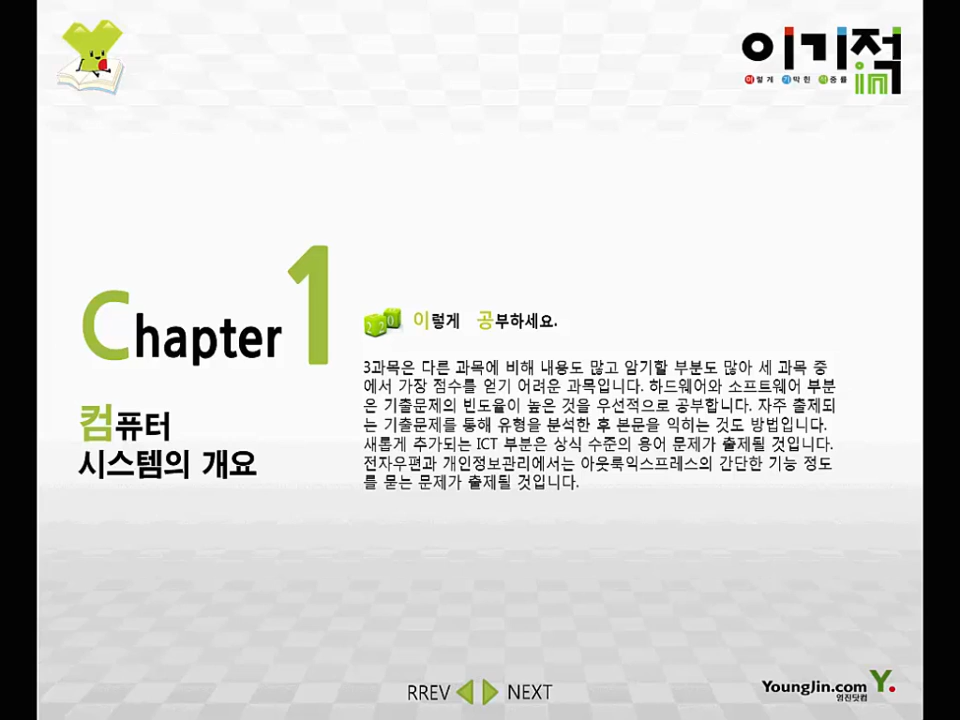 이기적
이렇게 기막힌 적중률
in
Chapter 1
컴퓨터
시스템의 개요
이렇게 공부하세요.
3과목은 다른 과목에 비해 내용도 많고 암기할 부분도 많아 세 과목 중
에서 가장 점수를 얻기 어려운 과목입니다. 하드웨어와 소프트웨어 부분
은 기출문제의 빈도율이 높은 것을 우선적으로 공부합니다. 자주 출제되
는 기출문제를 통해 유형을 분석한 후 본문을 익히는 것도 방법입니다.
새롭게 추가되는 ICT 부분은 상식 수준의 용어 문제가 출제될 것입니다.
전자우편과 개인정보관리에서는 아웃룩익스프레스의 간단한 기능 정도
를 묻는 문제가 출제될 것입니다.
RREV NEXT
YoungJin.com Y.
영진닷컴